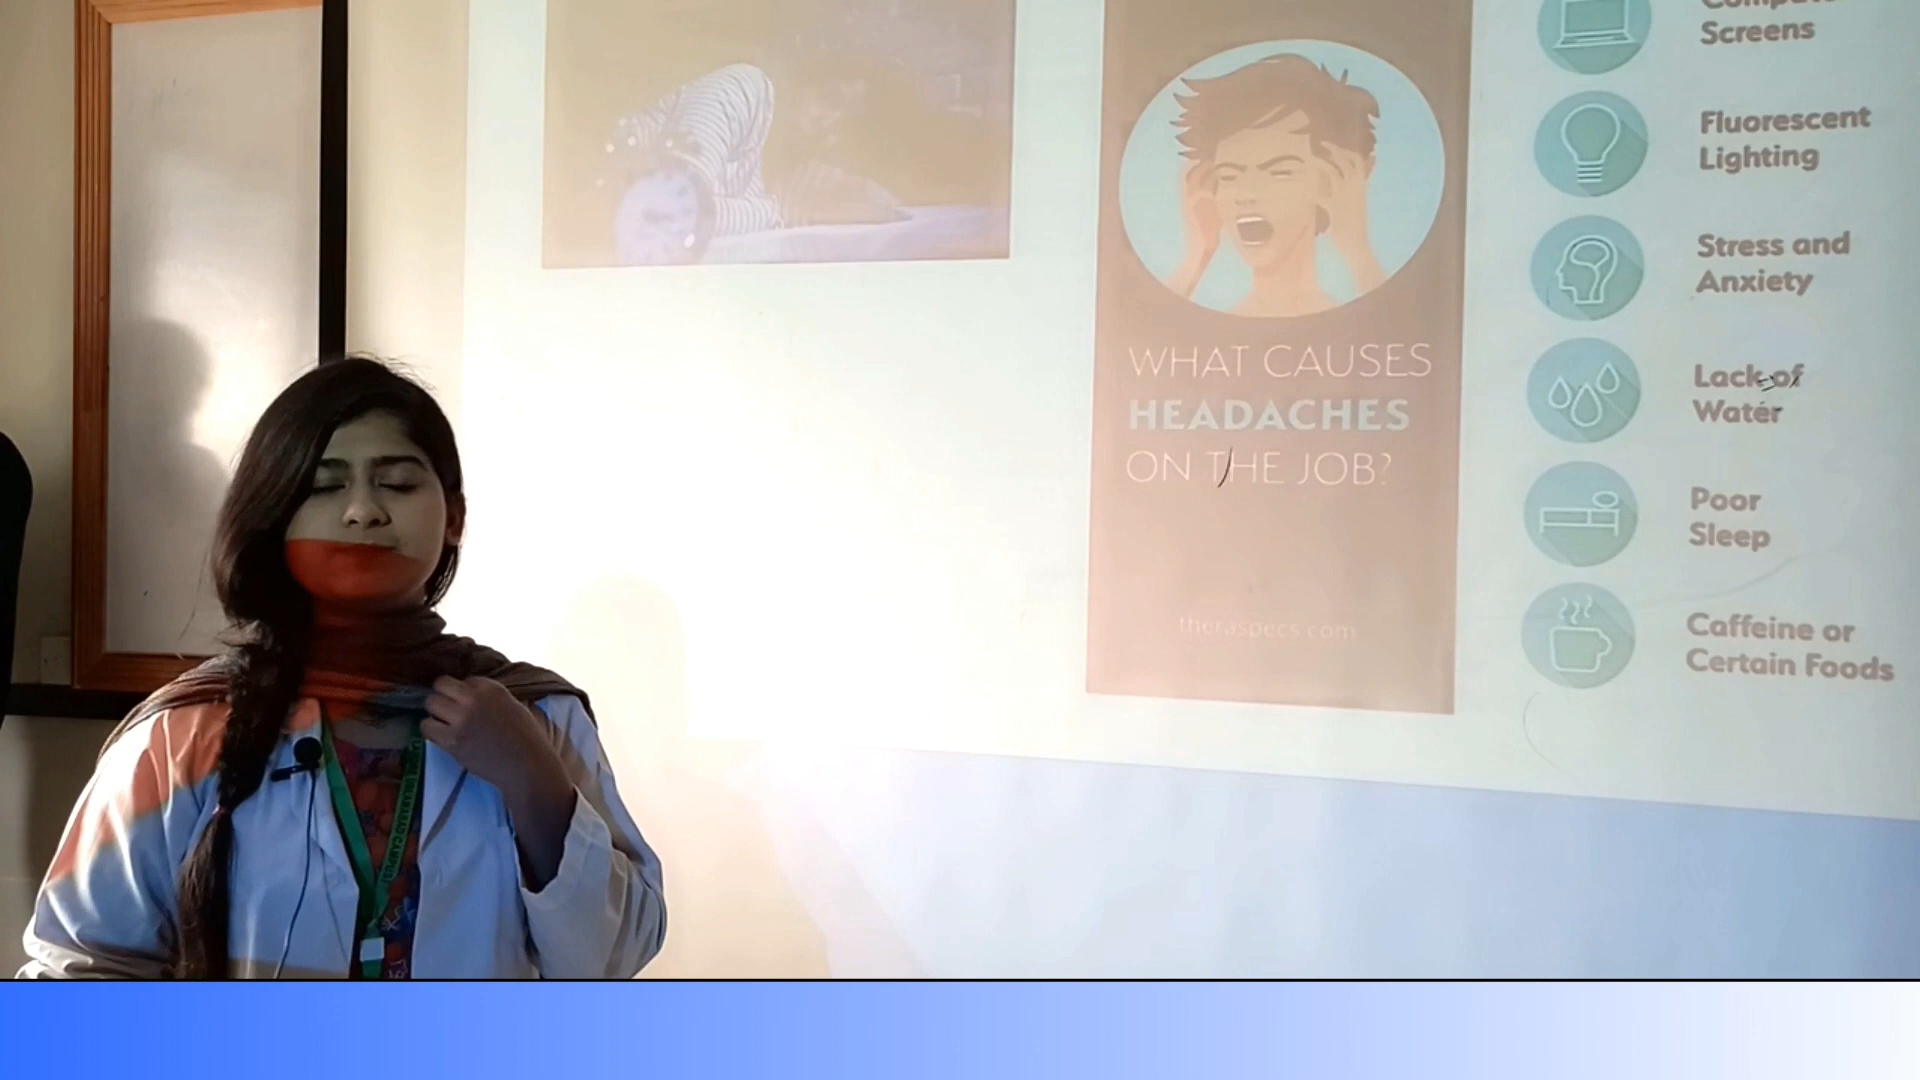 WHAT CAUSES
HEADACHES
ON THE JOB?
theraspecs.com
Screens
Fluorescent
Lighting
Stress and
Anxiety
Lack of
Water
Poor
Sleep
Caffeine or
Certain Foods